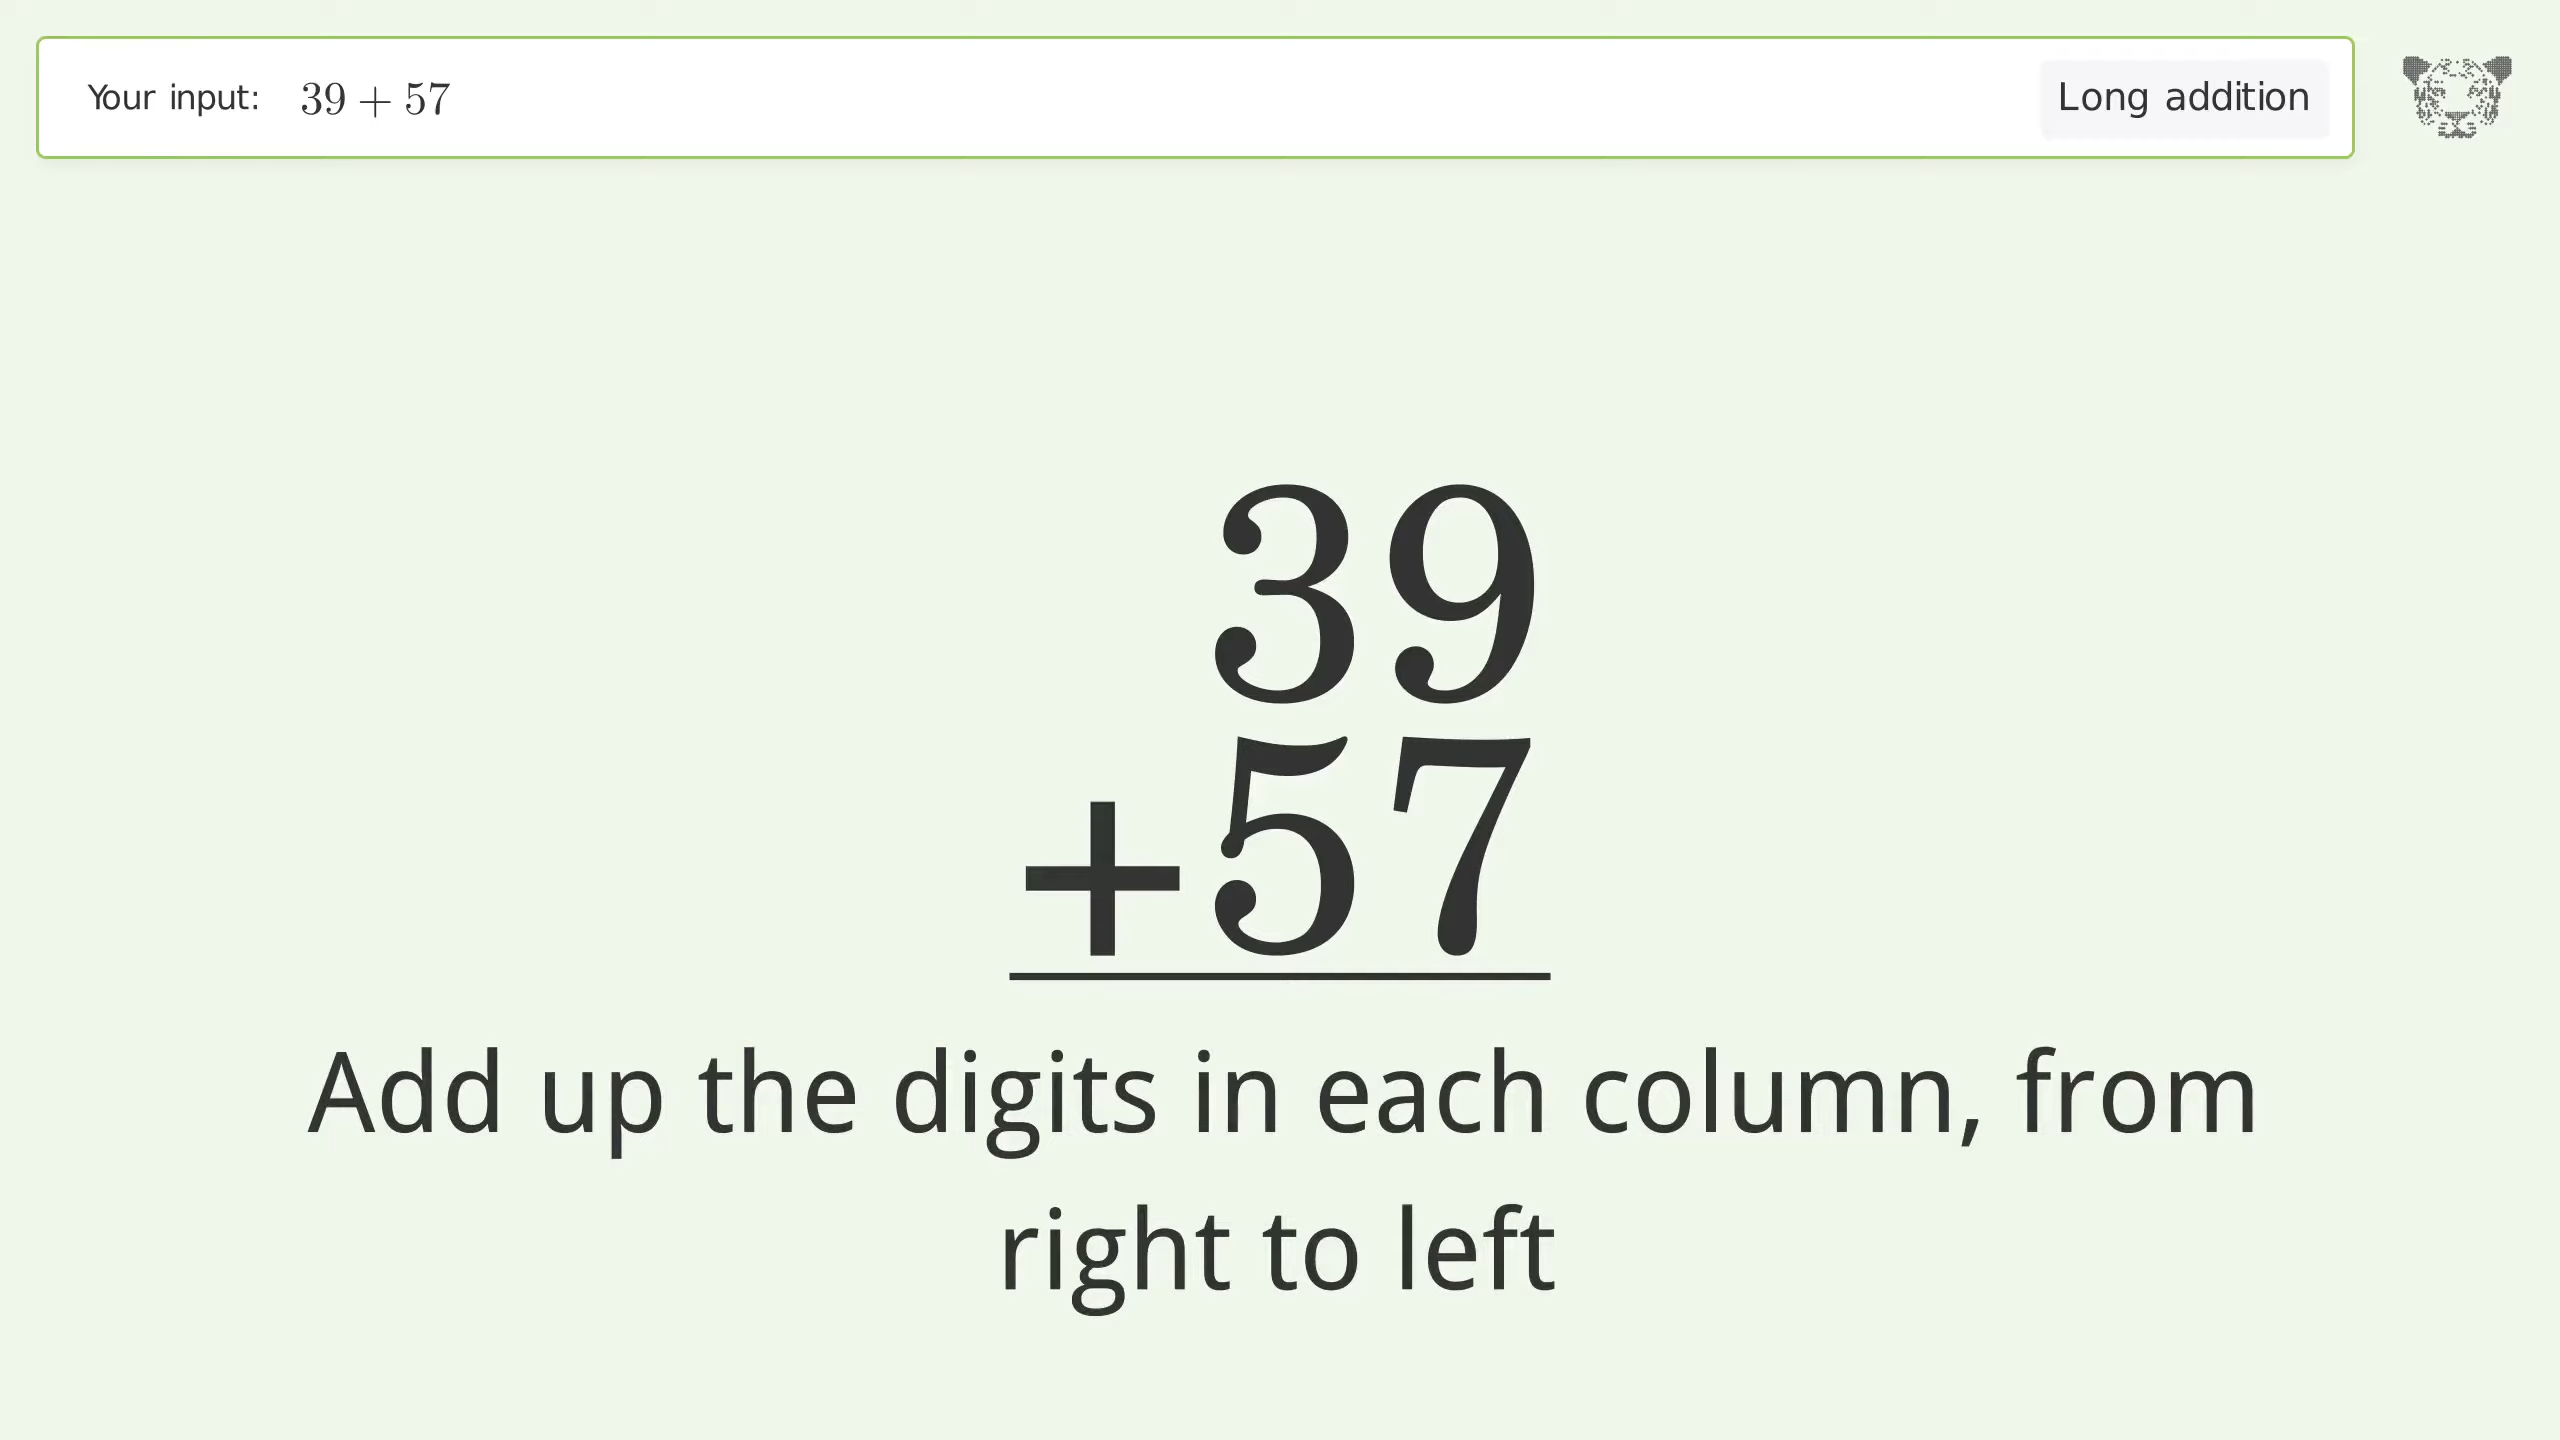 Your input: 39 + 57
Long addition
39
+57
Add up the digits in each column, from
right to left